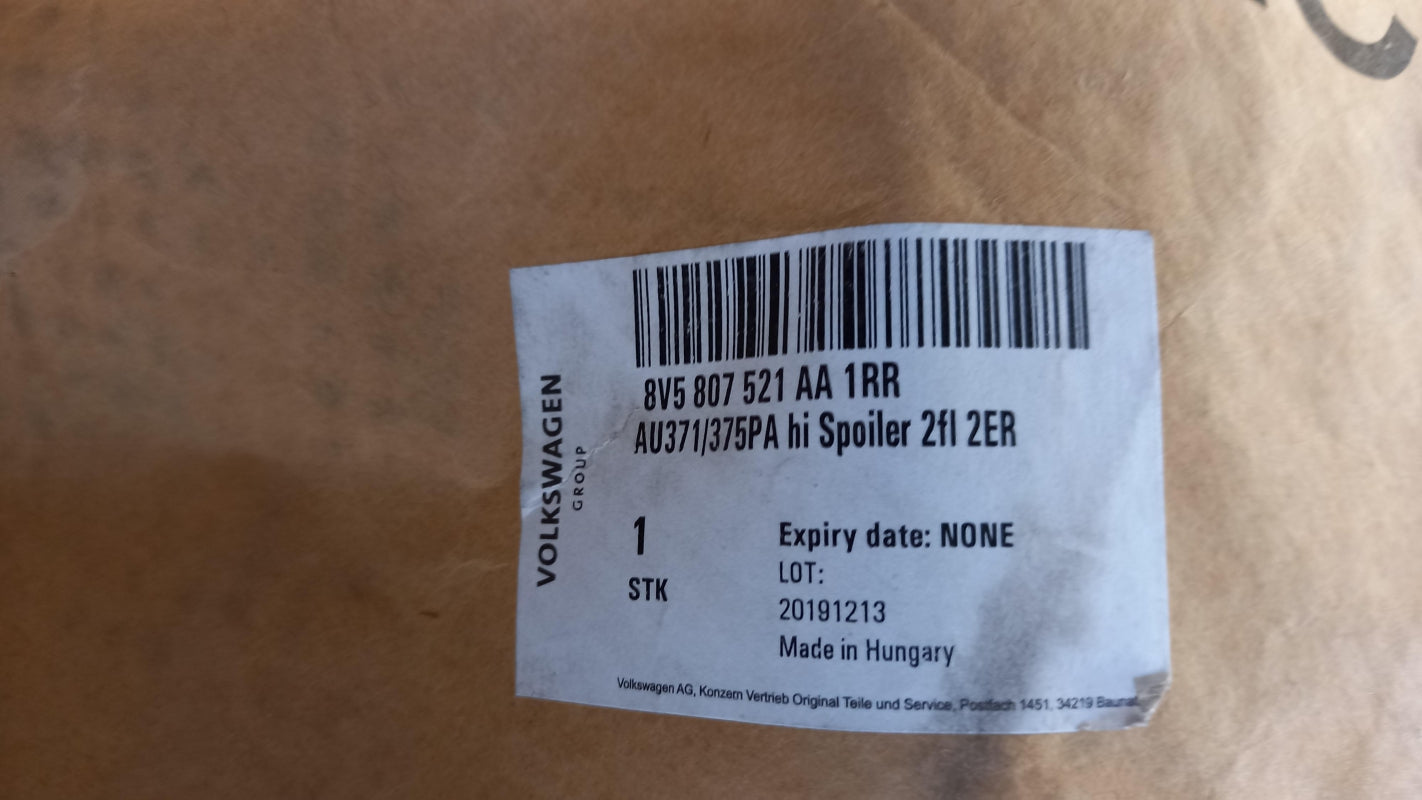 8V5 807 521 AA 1RR
AU371/375PA hi Spoiler 2fl 2ER
VOLKSWAGEN
GROUP
1
STK
Expiry date: NONE
LOT:
20191213
Made in Hungary
Volkswagen AG, Konzern Vertrieb Original Teile und Service, Postfach 1451, 34219 Baunat